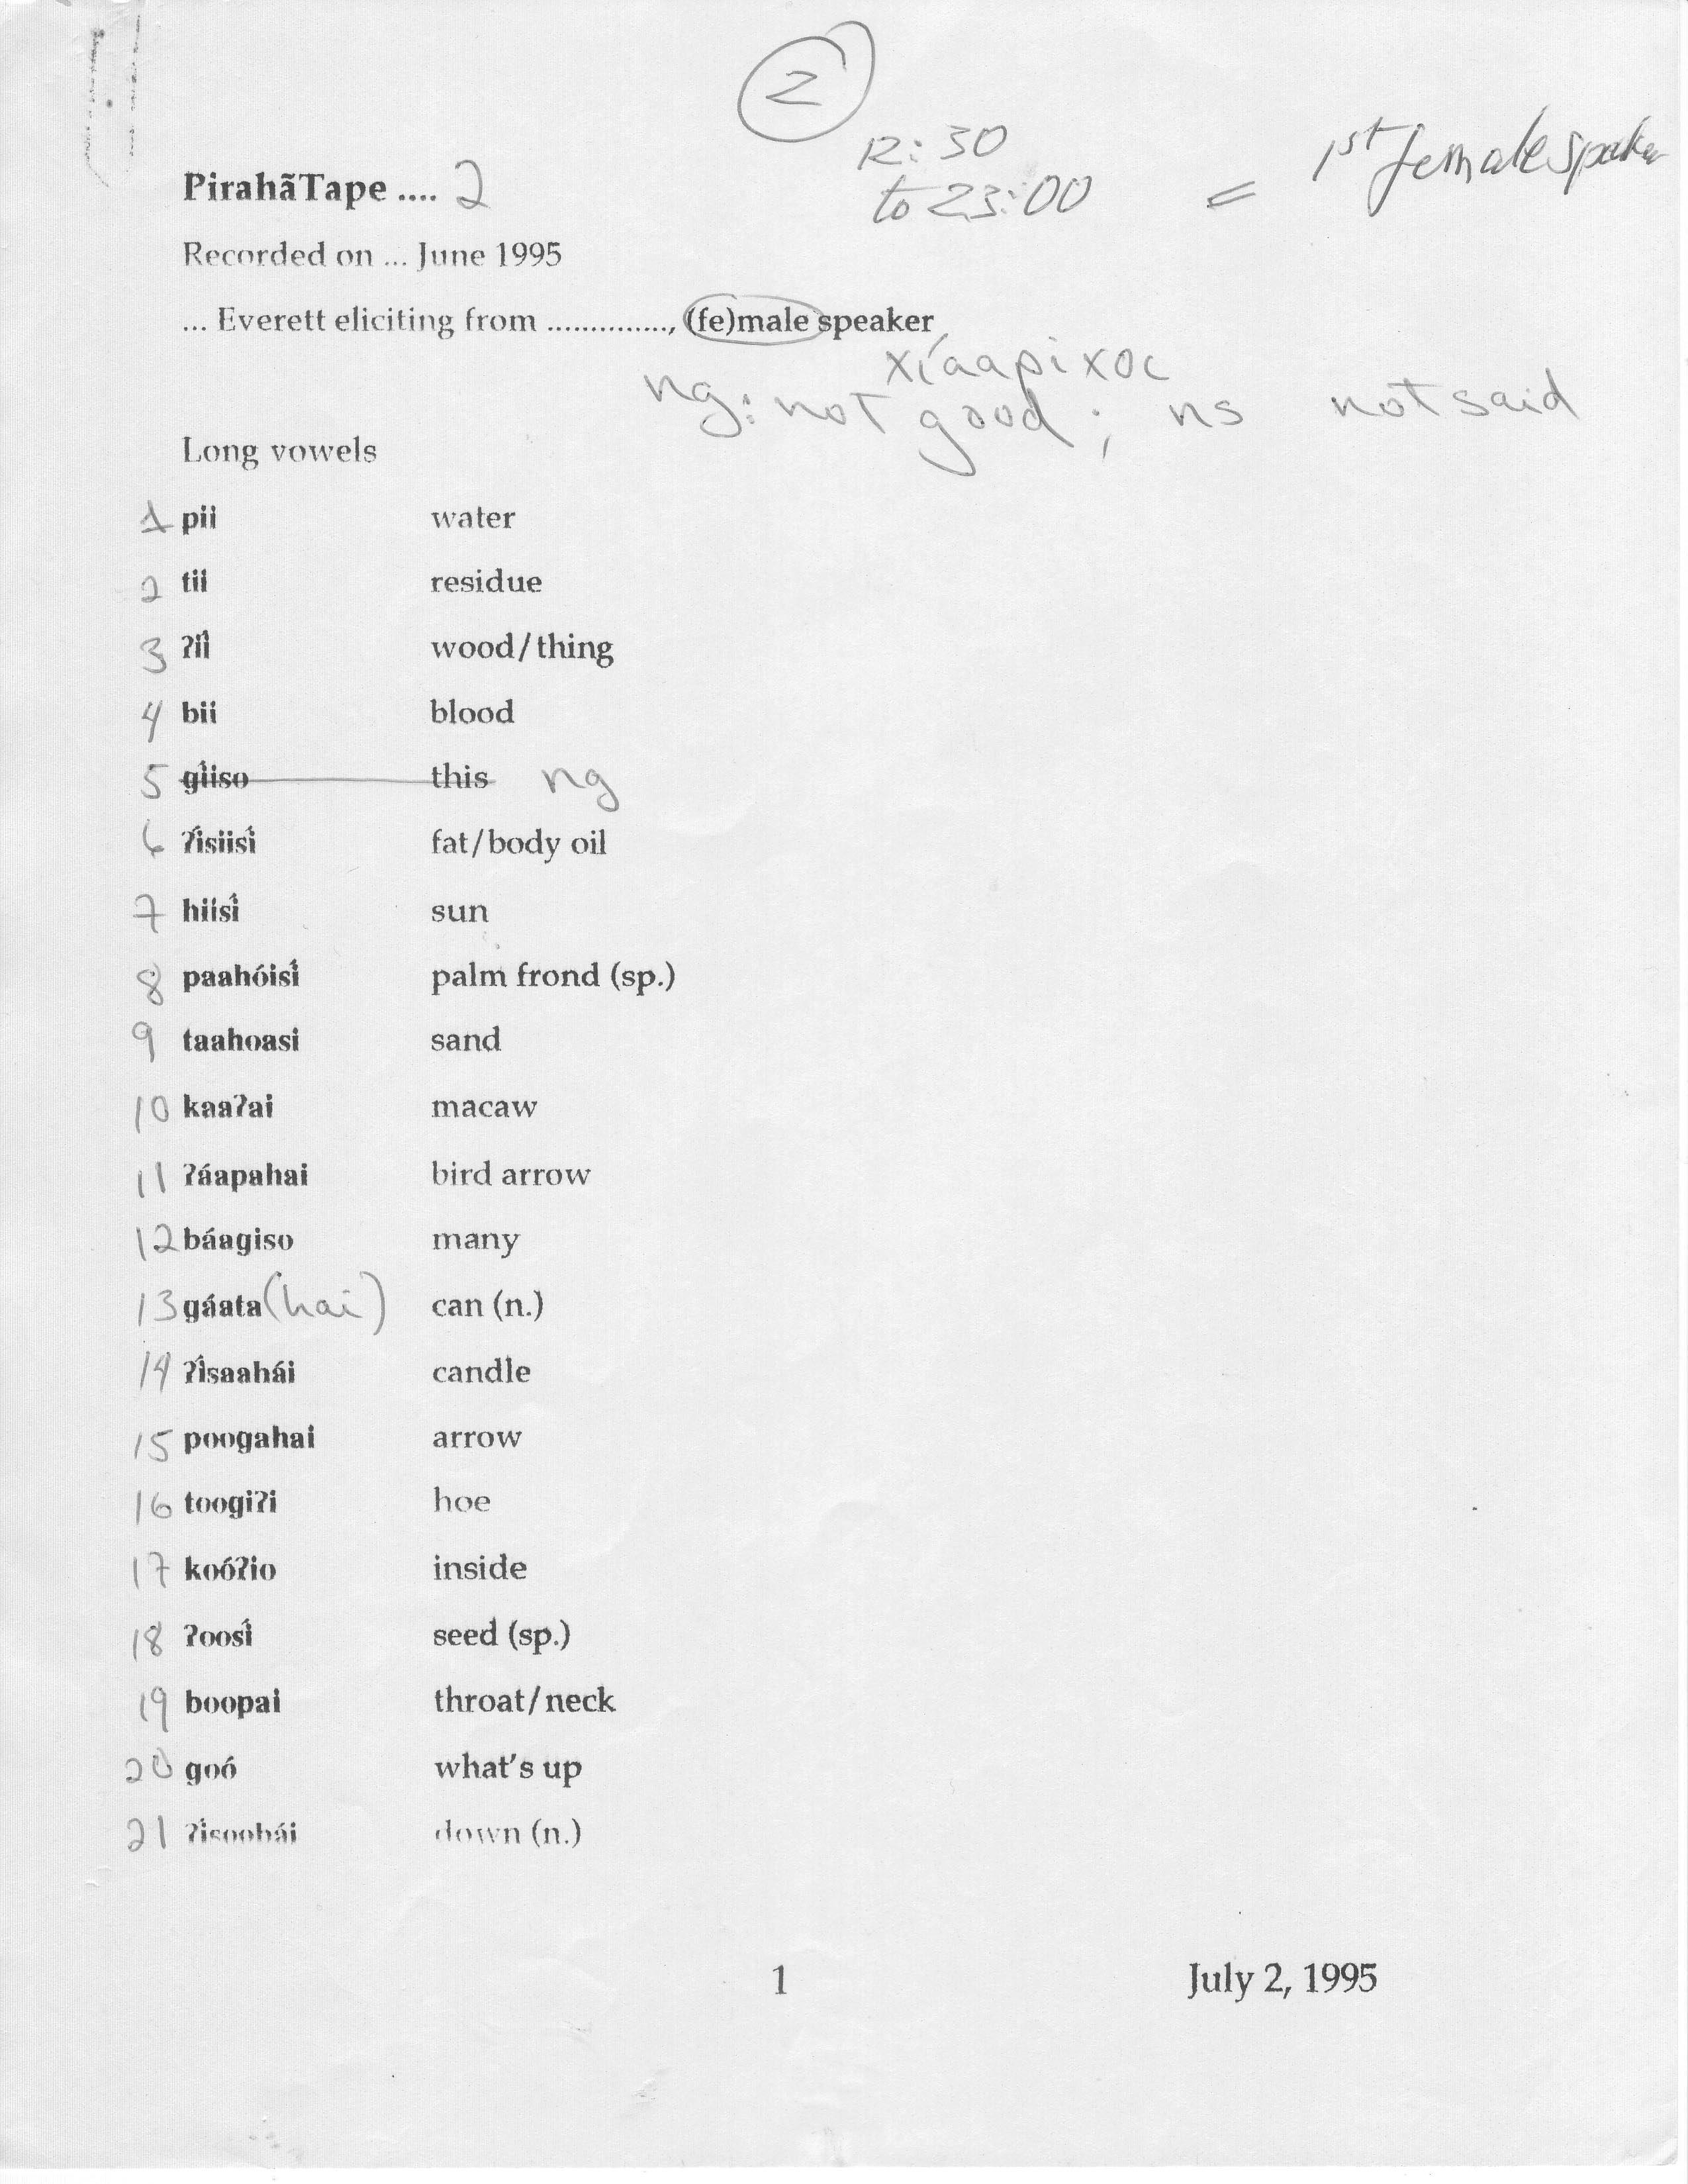 2
12:30
to 23:00 = 1st female speaker
PirahãTape .... 2
Recorded on ... June 1995
... Everett eliciting from .............., (fe)male speaker
xíaapixoc
ng: not good; ns not said
Long vowels
1 pii water
2 tii residue
3 ʔií wood/thing
4 bii blood
5 gíiso this ng
6 ʔísiisí fat/body oil
7 hiisí sun
8 paahóisí palm frond (sp.)
9 taahoasi sand
10 kaaʔai macaw
11 ʔáapahai bird arrow
12 báagiso many
13 gáata (hai) can (n.)
14 ʔísaahái candle
15 poogahai arrow
16 toogiʔi hoe
17 koóʔio inside
18 ʔoosí seed (sp.)
19 boopai throat/neck
20 goó what's up
21 ʔísoobái down (n.)
1 July 2, 1995